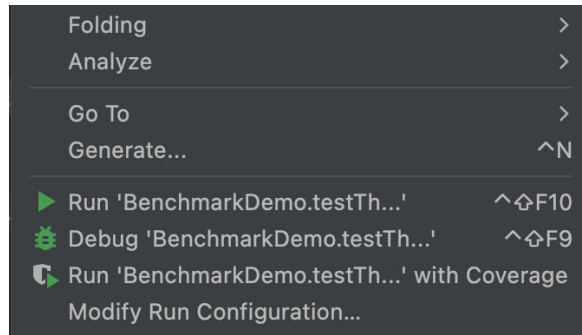 Folding >
Analyze >
Go To >
Generate... ^N
Run 'BenchmarkDemo.testTh...' ^⇧F10
Debug 'BenchmarkDemo.testTh...' ^⇧F9
Run 'BenchmarkDemo.testTh...' with Coverage
Modify Run Configuration...